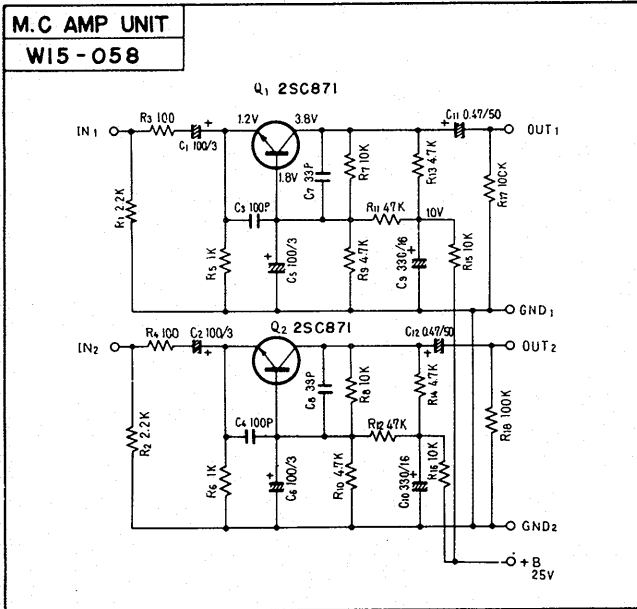 M.C AMP UNIT
W15-058
Q1 2SC871
IN1
R3 100
C1 100/3
+
1.2V
3.8V
1.8V
C7 33P
R7 10K
R13 4.7K
+
C11 0.47/50
OUT1
R1 2.2K
C3 100P
R11 47K
10V
R17 100K
R5 1K
+
C5 100/3
R9 4.7K
+
C9 330/16
R15 10K
GND1
Q2 2SC871
IN2
R4 100
C2 100/3
+
C8 33P
R8 10K
R14 4.7K
C12 0.47/50
+
OUT2
R2 2.2K
C4 100P
R12 47K
R18 100K
R6 1K
+
C6 100/3
R10 4.7K
+
C10 330/16
R16 10K
GND2
+B
25V